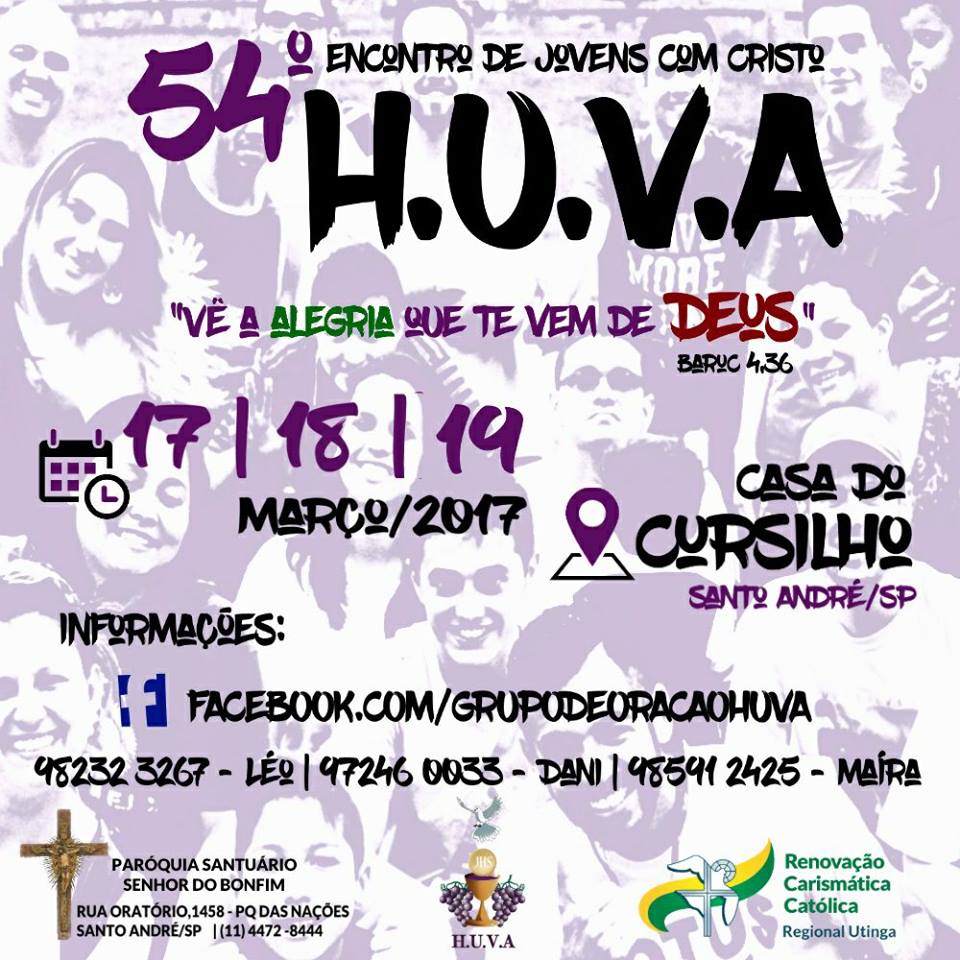 54º ENCONTRO DE JOVENS COM CRISTO
H.U.V.A
MORE
"VÊ A ALEGRIA QUE TE VEM DE DEUS"
BARUC 4,36
17 | 18 | 19
MARÇO/2017
CASA DO
CURSILHO
SANTO ANDRÉ/SP
INFORMAÇÕES:
f FACEBOOK.COM/GRUPODEORACAOHUVA
98232 3267 - LÉO | 97246 0033 - DANI | 98591 2425 - MAÍRA
PARÓQUIA SANTUÁRIO
SENHOR DO BONFIM
RUA ORATÓRIO,1458 - PQ DAS NAÇÕES
SANTO ANDRÉ/SP | (11) 4472 -8444
JHS
H.U.V.A
Renovação
Carismática
Católica
Regional Utinga